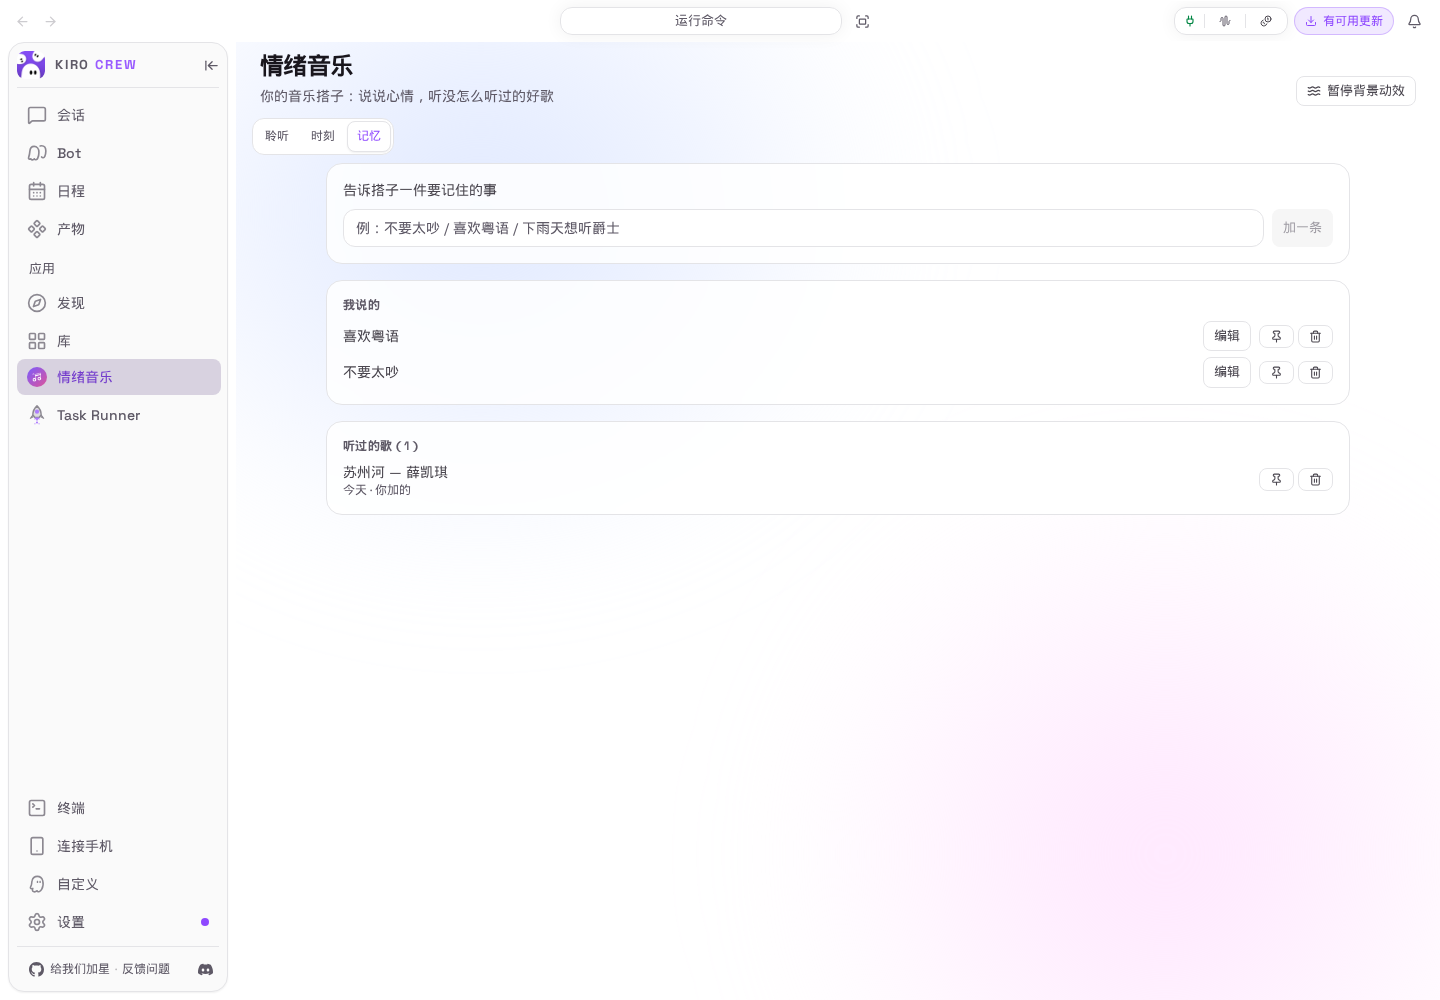 运行命令
有可用更新
KIRO CREW
会话
Bot
日程
产物
应用
发现
库
情绪音乐
Task Runner
终端
连接手机
自定义
设置
给我们加星 · 反馈问题
情绪音乐
你的音乐搭子：说说心情，听没怎么听过的好歌
暂停背景动效
聆听 时刻 记忆
告诉搭子一件要记住的事
例：不要太吵 / 喜欢粤语 / 下雨天想听爵士
加一条
我说的
喜欢粤语
编辑
不要太吵
编辑
听过的歌（1）
苏州河 — 薛凯琪
今天 · 你加的